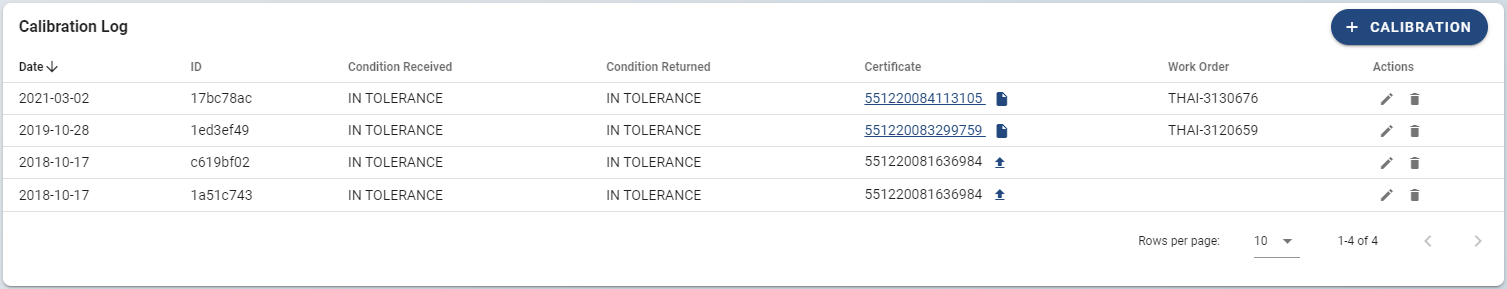 Calibration Log
+ CALIBRATION
Date ID Condition Received Condition Returned Certificate Work Order Actions
2021-03-02 17bc78ac IN TOLERANCE IN TOLERANCE 551220084113105 THAI-3130676
2019-10-28 1ed3ef49 IN TOLERANCE IN TOLERANCE 551220083299759 THAI-3120659
2018-10-17 c619bf02 IN TOLERANCE IN TOLERANCE 551220081636984
2018-10-17 1a51c743 IN TOLERANCE IN TOLERANCE 551220081636984
Rows per page: 10 1-4 of 4